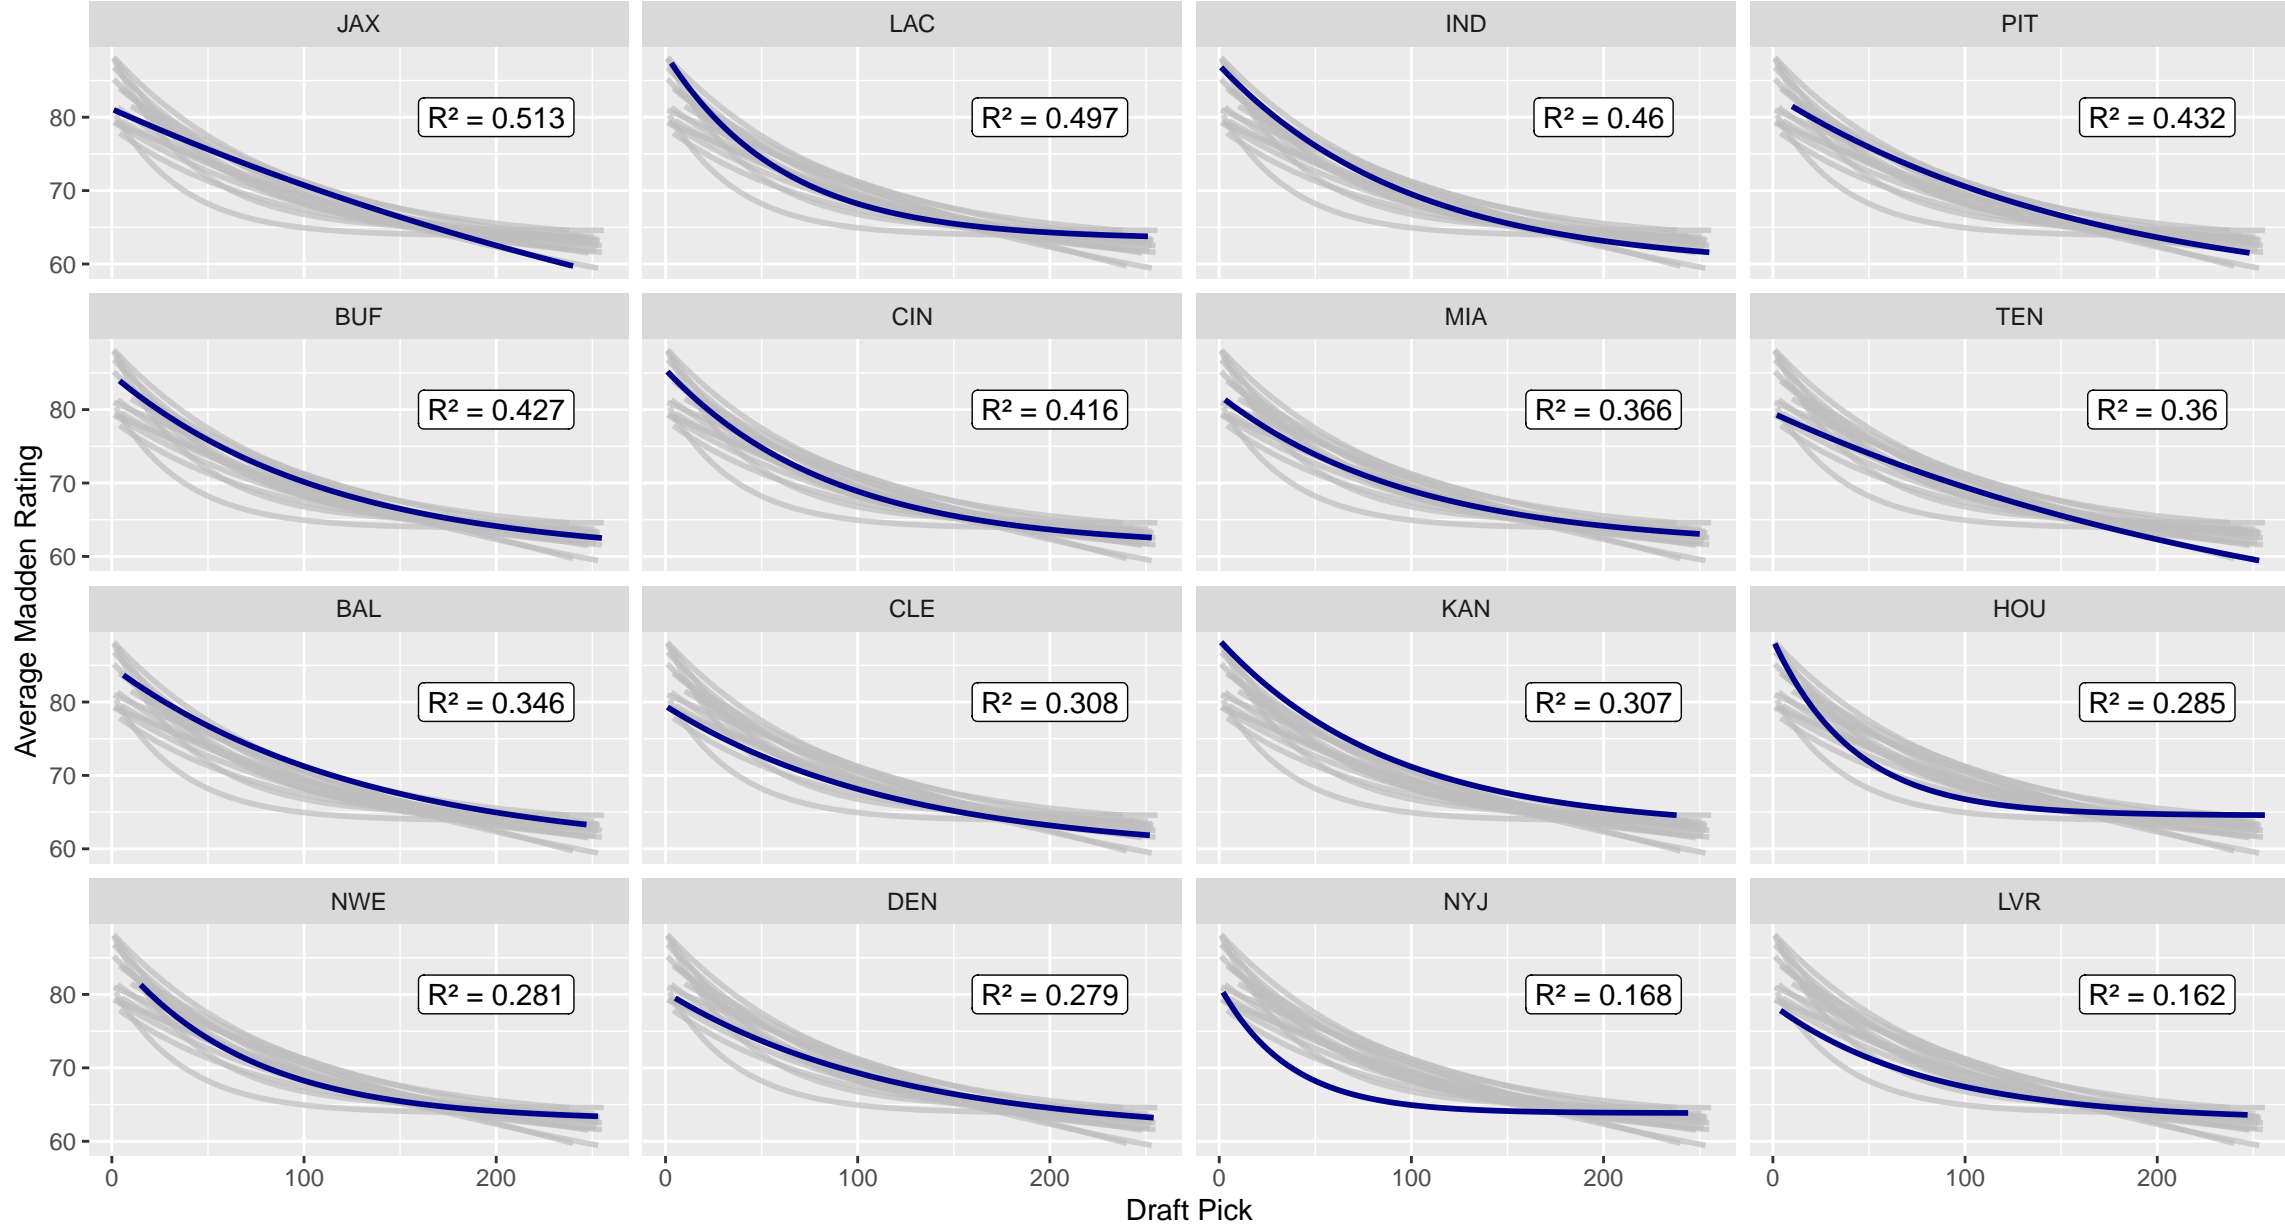 JAX LAC IND PIT
80 R² = 0.513 R² = 0.497 R² = 0.46 R² = 0.432
70
60
BUF CIN MIA TEN
80 R² = 0.427 R² = 0.416 R² = 0.366 R² = 0.36
70
60
Average Madden Rating
BAL CLE KAN HOU
80 R² = 0.346 R² = 0.308 R² = 0.307 R² = 0.285
70
60
NWE DEN NYJ LVR
80 R² = 0.281 R² = 0.279 R² = 0.168 R² = 0.162
70
60
0 100 200 0 100 200 0 100 200 0 100 200
Draft Pick